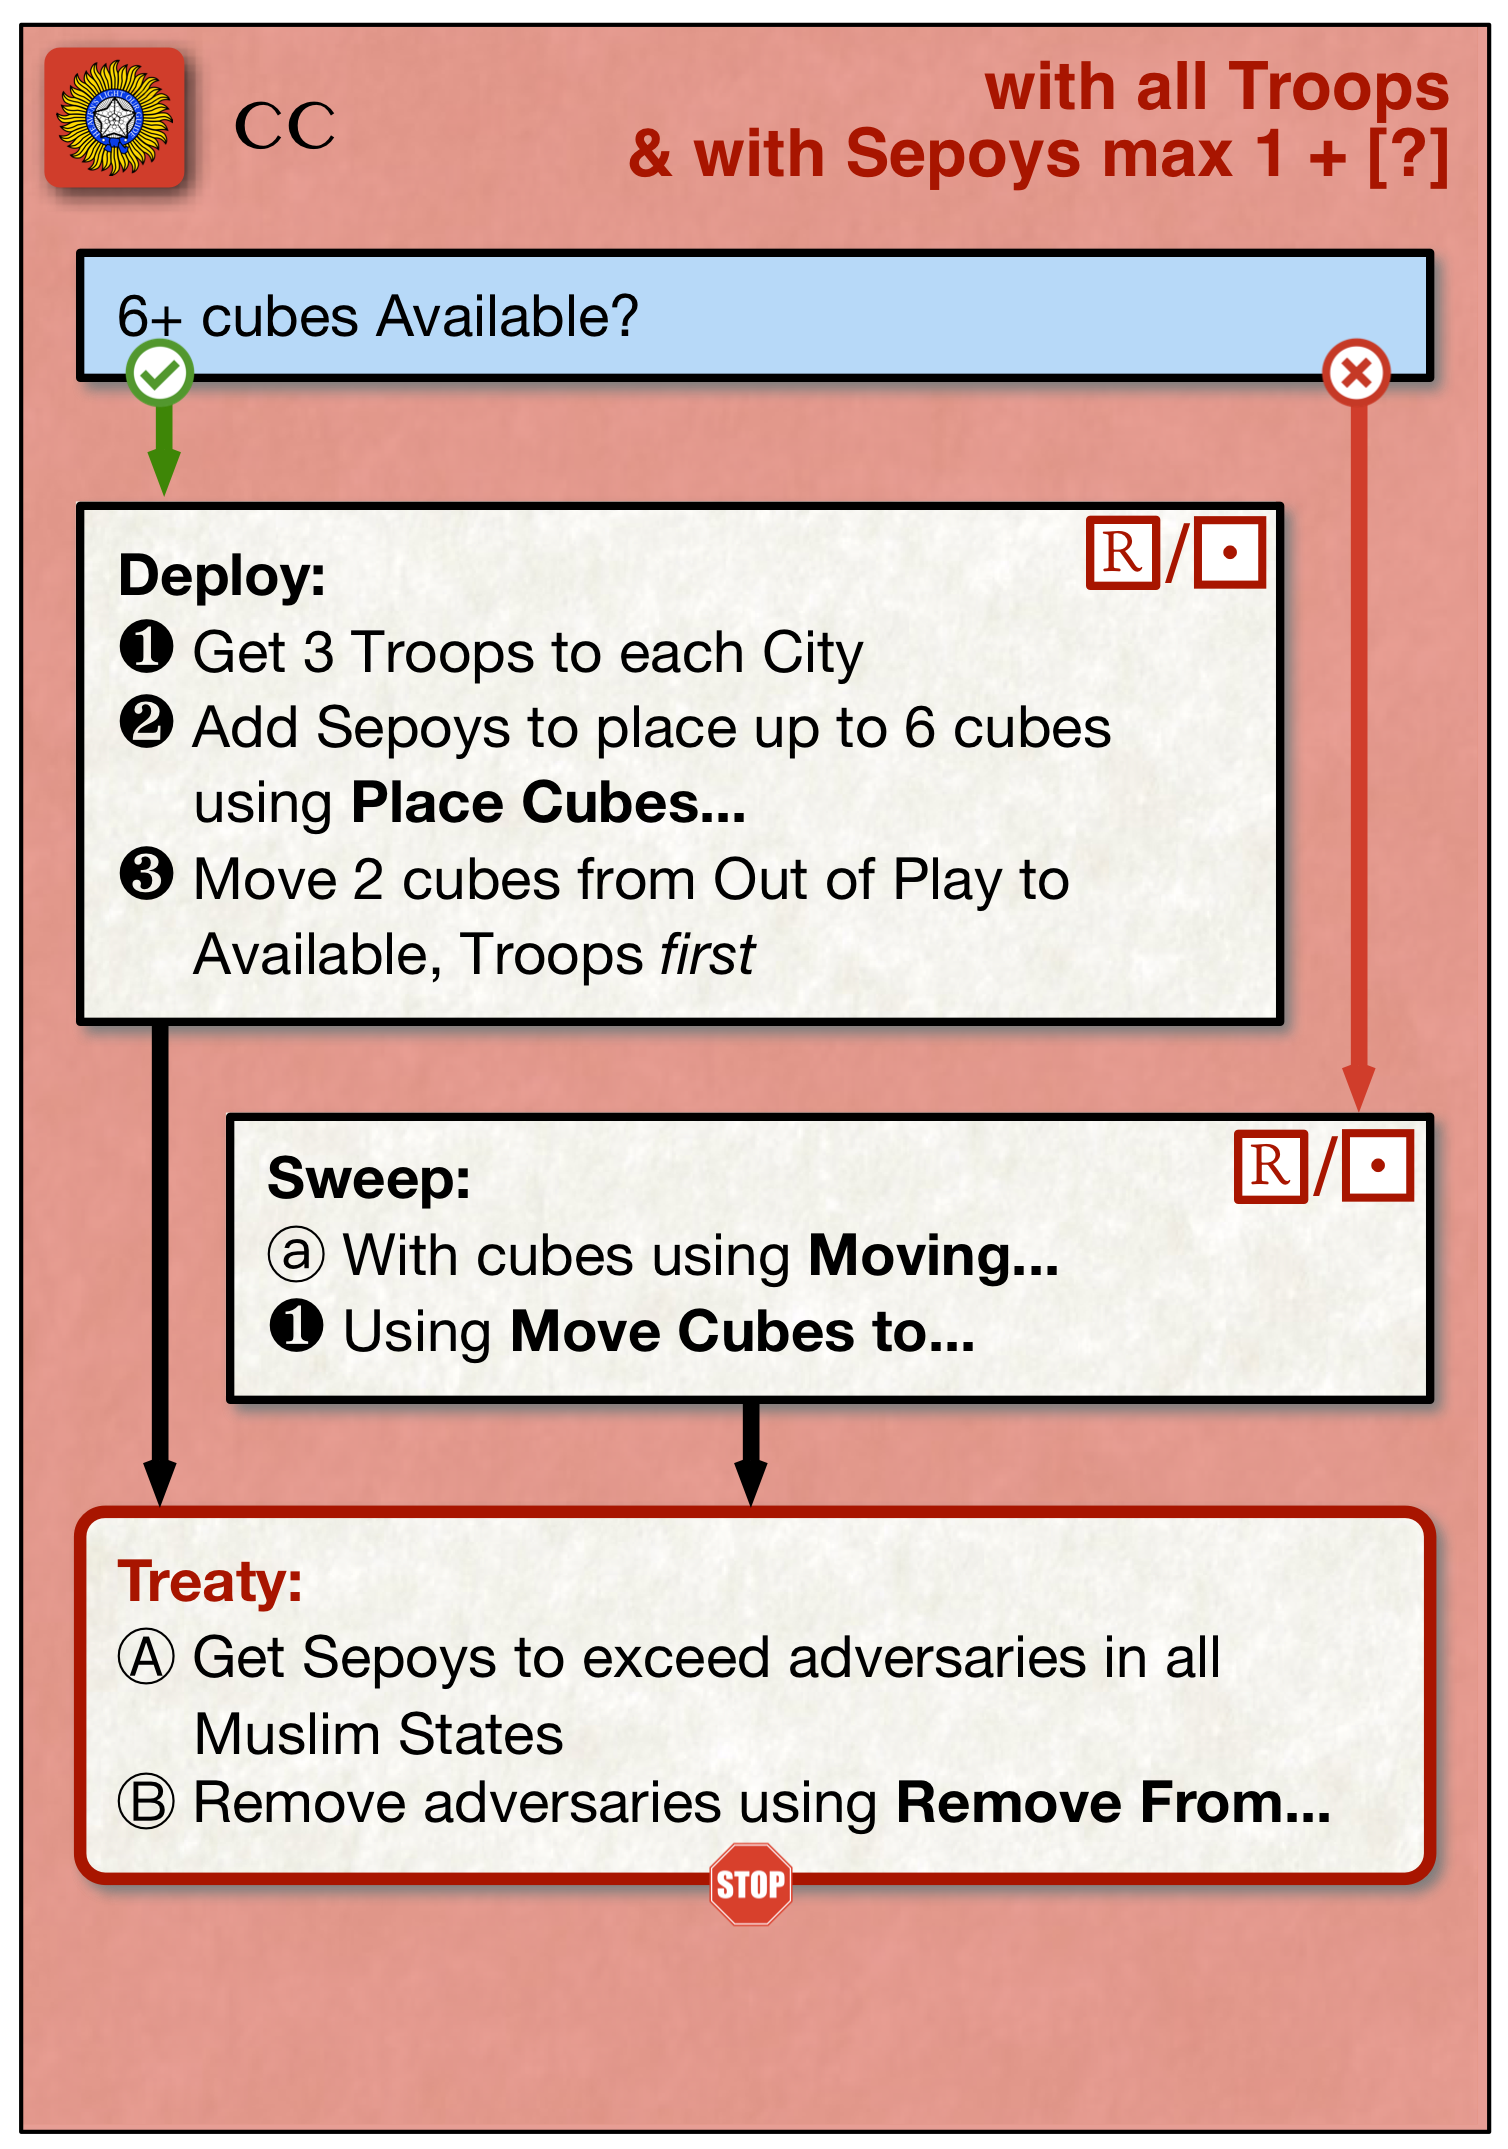 CC
with all Troops
& with Sepoys max 1 + [?]
6+ cubes Available?
Deploy:
R/
❶ Get 3 Troops to each City
❷ Add Sepoys to place up to 6 cubes
using Place Cubes...
❸ Move 2 cubes from Out of Play to
Available, Troops first
Sweep:
R/
ⓐ With cubes using Moving...
❶ Using Move Cubes to...
Treaty:
Ⓐ Get Sepoys to exceed adversaries in all
Muslim States
Ⓑ Remove adversaries using Remove From...
STOP